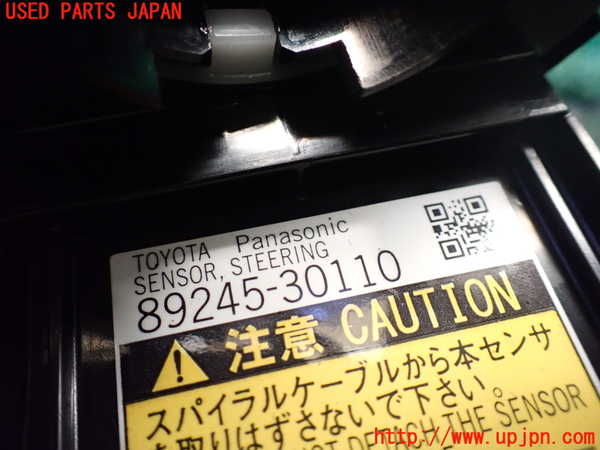 USED PARTS JAPAN
TOYOTA Panasonic
SENSOR, STEERING
89245-30110
注意 CAUTION
スパイラルケーブルから本センサ
を取りはずさないで下さい。
NOT DETACH THE SENSOR
http://www.upjpn.com/